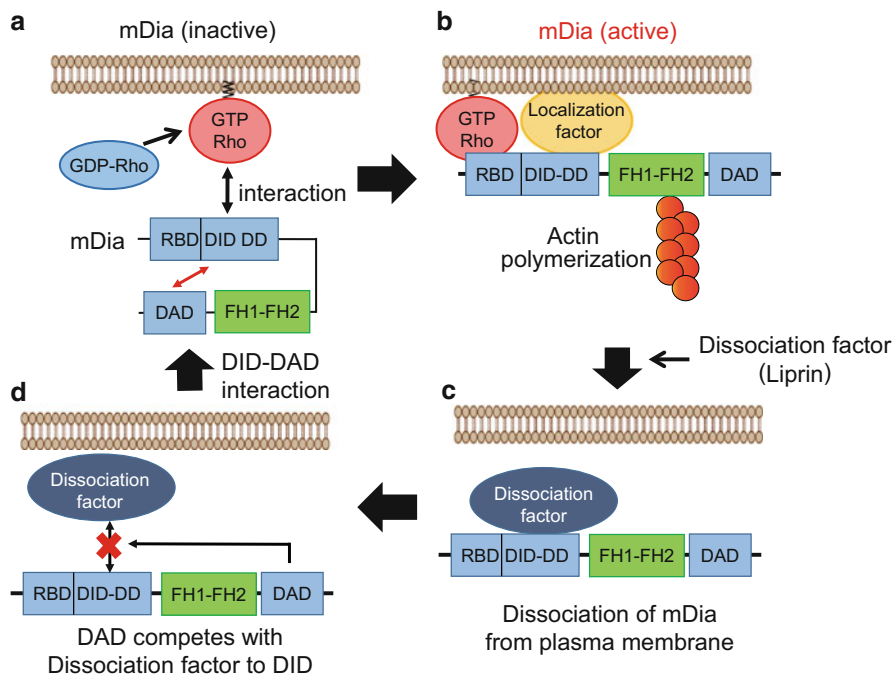 a
mDia (inactive)
GTP
Rho
GDP-Rho
interaction
mDia
RBD DID DD
DAD
FH1-FH2
b
mDia (active)
GTP
Rho
Localization
factor
RBD DID-DD
FH1-FH2
DAD
Actin
polymerization
Dissociation factor
(Liprin)
c
Dissociation
factor
RBD DID-DD
FH1-FH2
DAD
Dissociation of mDia
from plasma membrane
d
DID-DAD
interaction
Dissociation
factor
RBD DID-DD
FH1-FH2
DAD
DAD competes with
Dissociation factor to DID